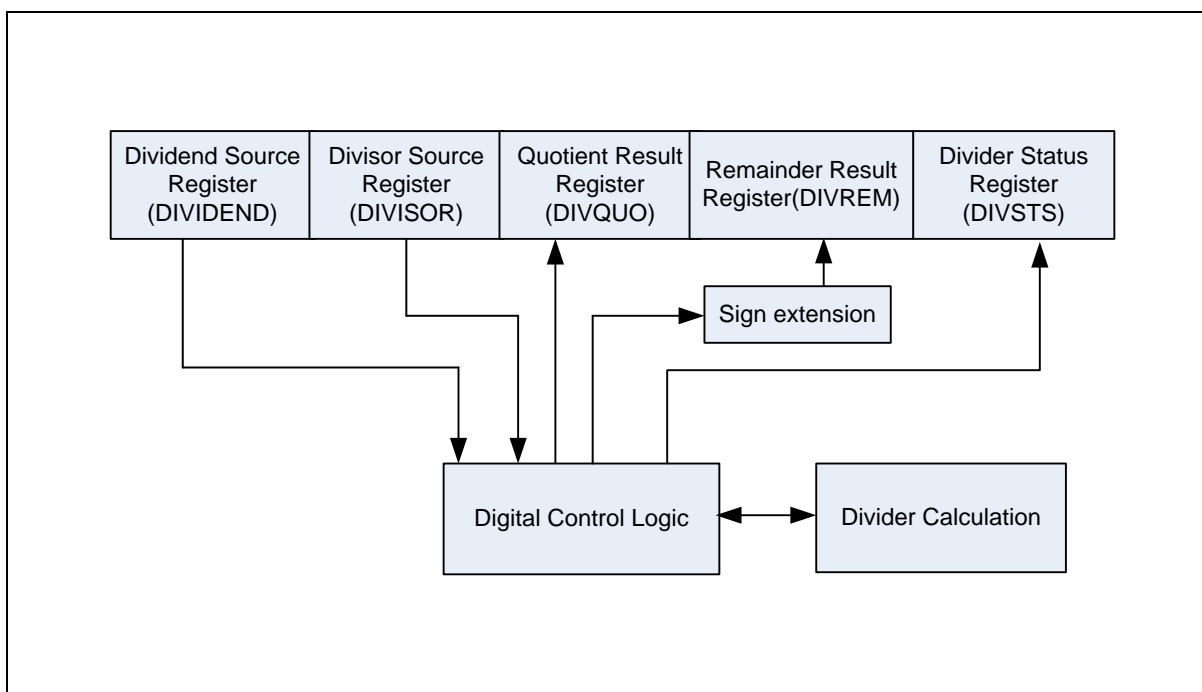 Dividend Source
Register
(DIVIDEND)
Divisor Source
Register
(DIVISOR)
Quotient Result
Register
(DIVQUO)
Remainder Result
Register(DIVREM)
Divider Status
Register
(DIVSTS)
Sign extension
Digital Control Logic
Divider Calculation